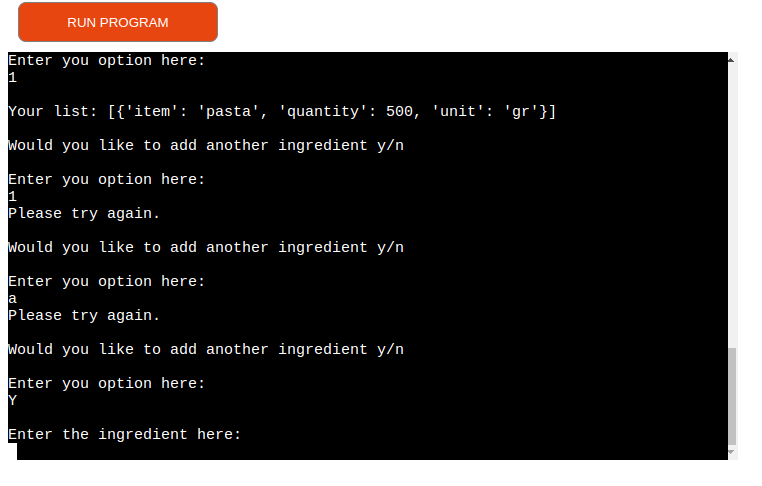 RUN PROGRAM
Enter you option here:
1
Your list: [{'item': 'pasta', 'quantity': 500, 'unit': 'gr'}]
Would you like to add another ingredient y/n
Enter you option here:
1
Please try again.
Would you like to add another ingredient y/n
Enter you option here:
a
Please try again.
Would you like to add another ingredient y/n
Enter you option here:
Y
Enter the ingredient here: